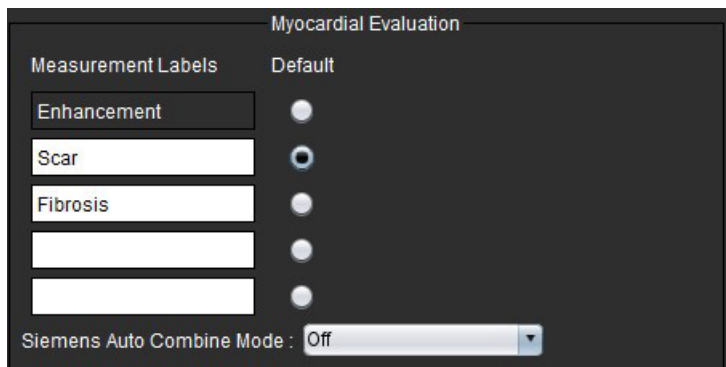 Myocardial Evaluation
Measurement Labels Default
Enhancement
Scar
Fibrosis
Siemens Auto Combine Mode : Off